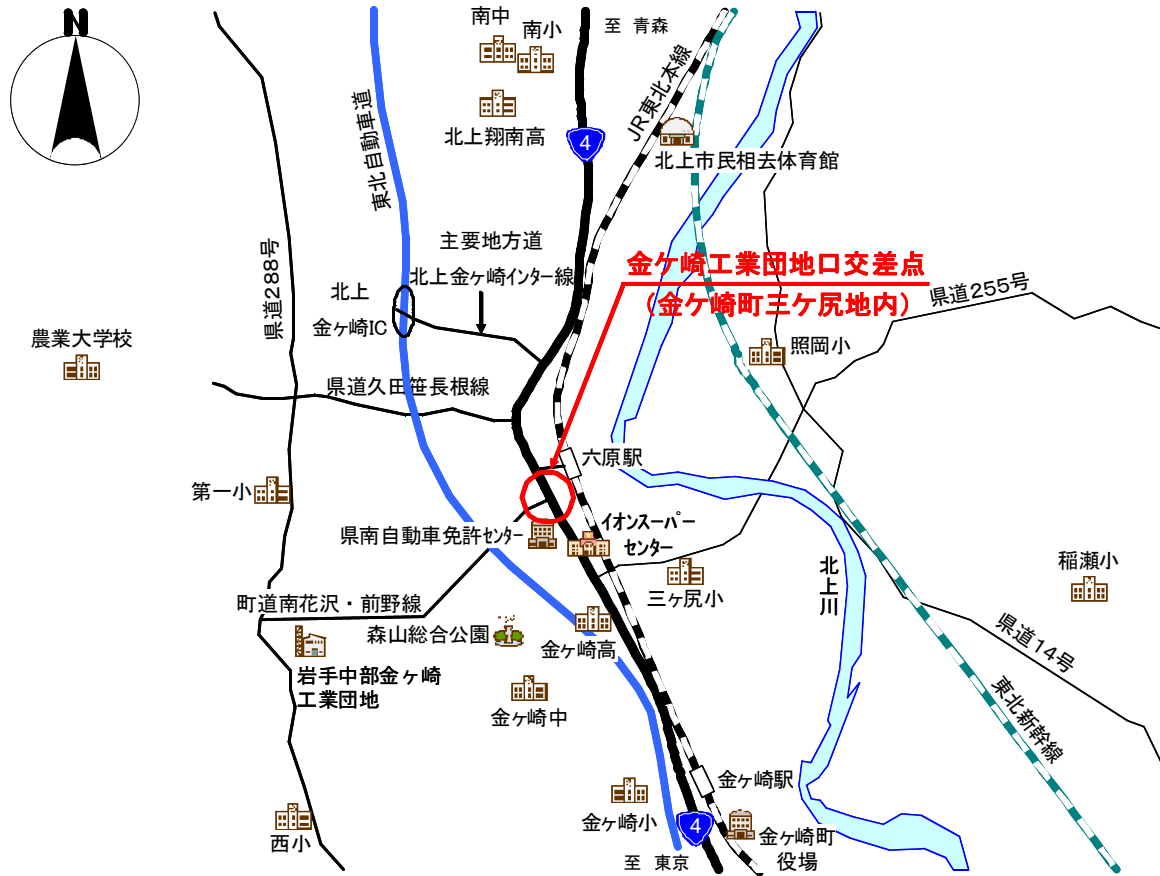 N
南中
南小
至 青森
JR東北本線
東北自動車道
北上翔南高
4
北上市民相去体育館
主要地方道
北上金ヶ崎インター線
金ケ崎工業団地口交差点
（金ケ崎町三ケ尻地内）
県道288号
北上
金ヶ崎IC
県道255号
農業大学校
照岡小
県道久田笹長根線
六原駅
第一小
県南自動車免許センター
イオンスーパー
センター
北上川
稲瀬小
三ヶ尻小
町道南花沢・前野線
森山総合公園
金ヶ崎高
県道14号
岩手中部金ヶ崎
工業団地
金ヶ崎中
東北新幹線
金ヶ崎駅
金ヶ崎小
4
金ヶ崎町
役場
西小
至 東京